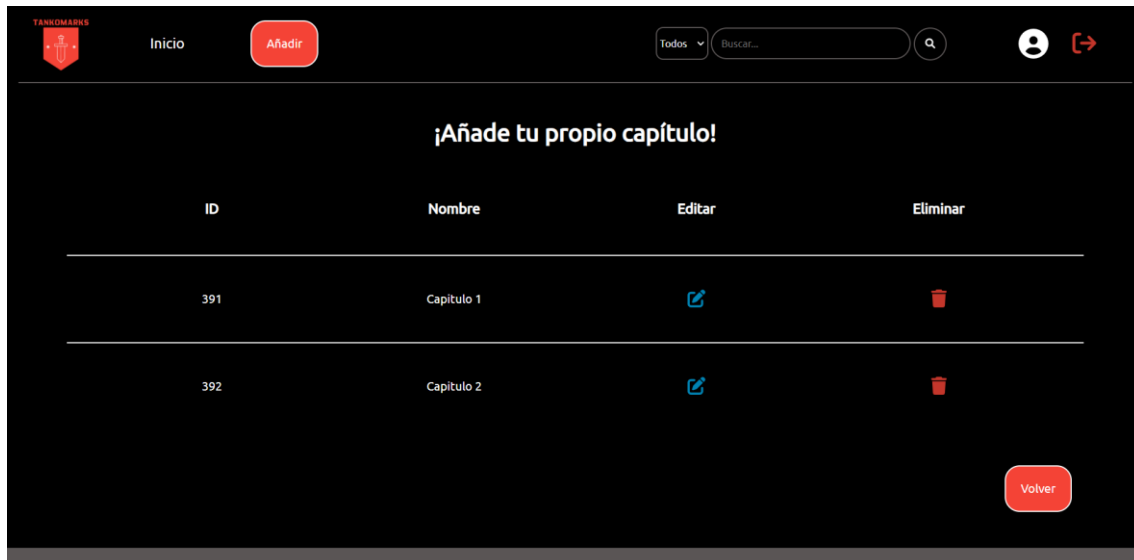 TANKOMARKS
Inicio Añadir Todos Buscar...
¡Añade tu propio capítulo!
ID Nombre Editar Eliminar
391 Capitulo 1
392 Capitulo 2
Volver